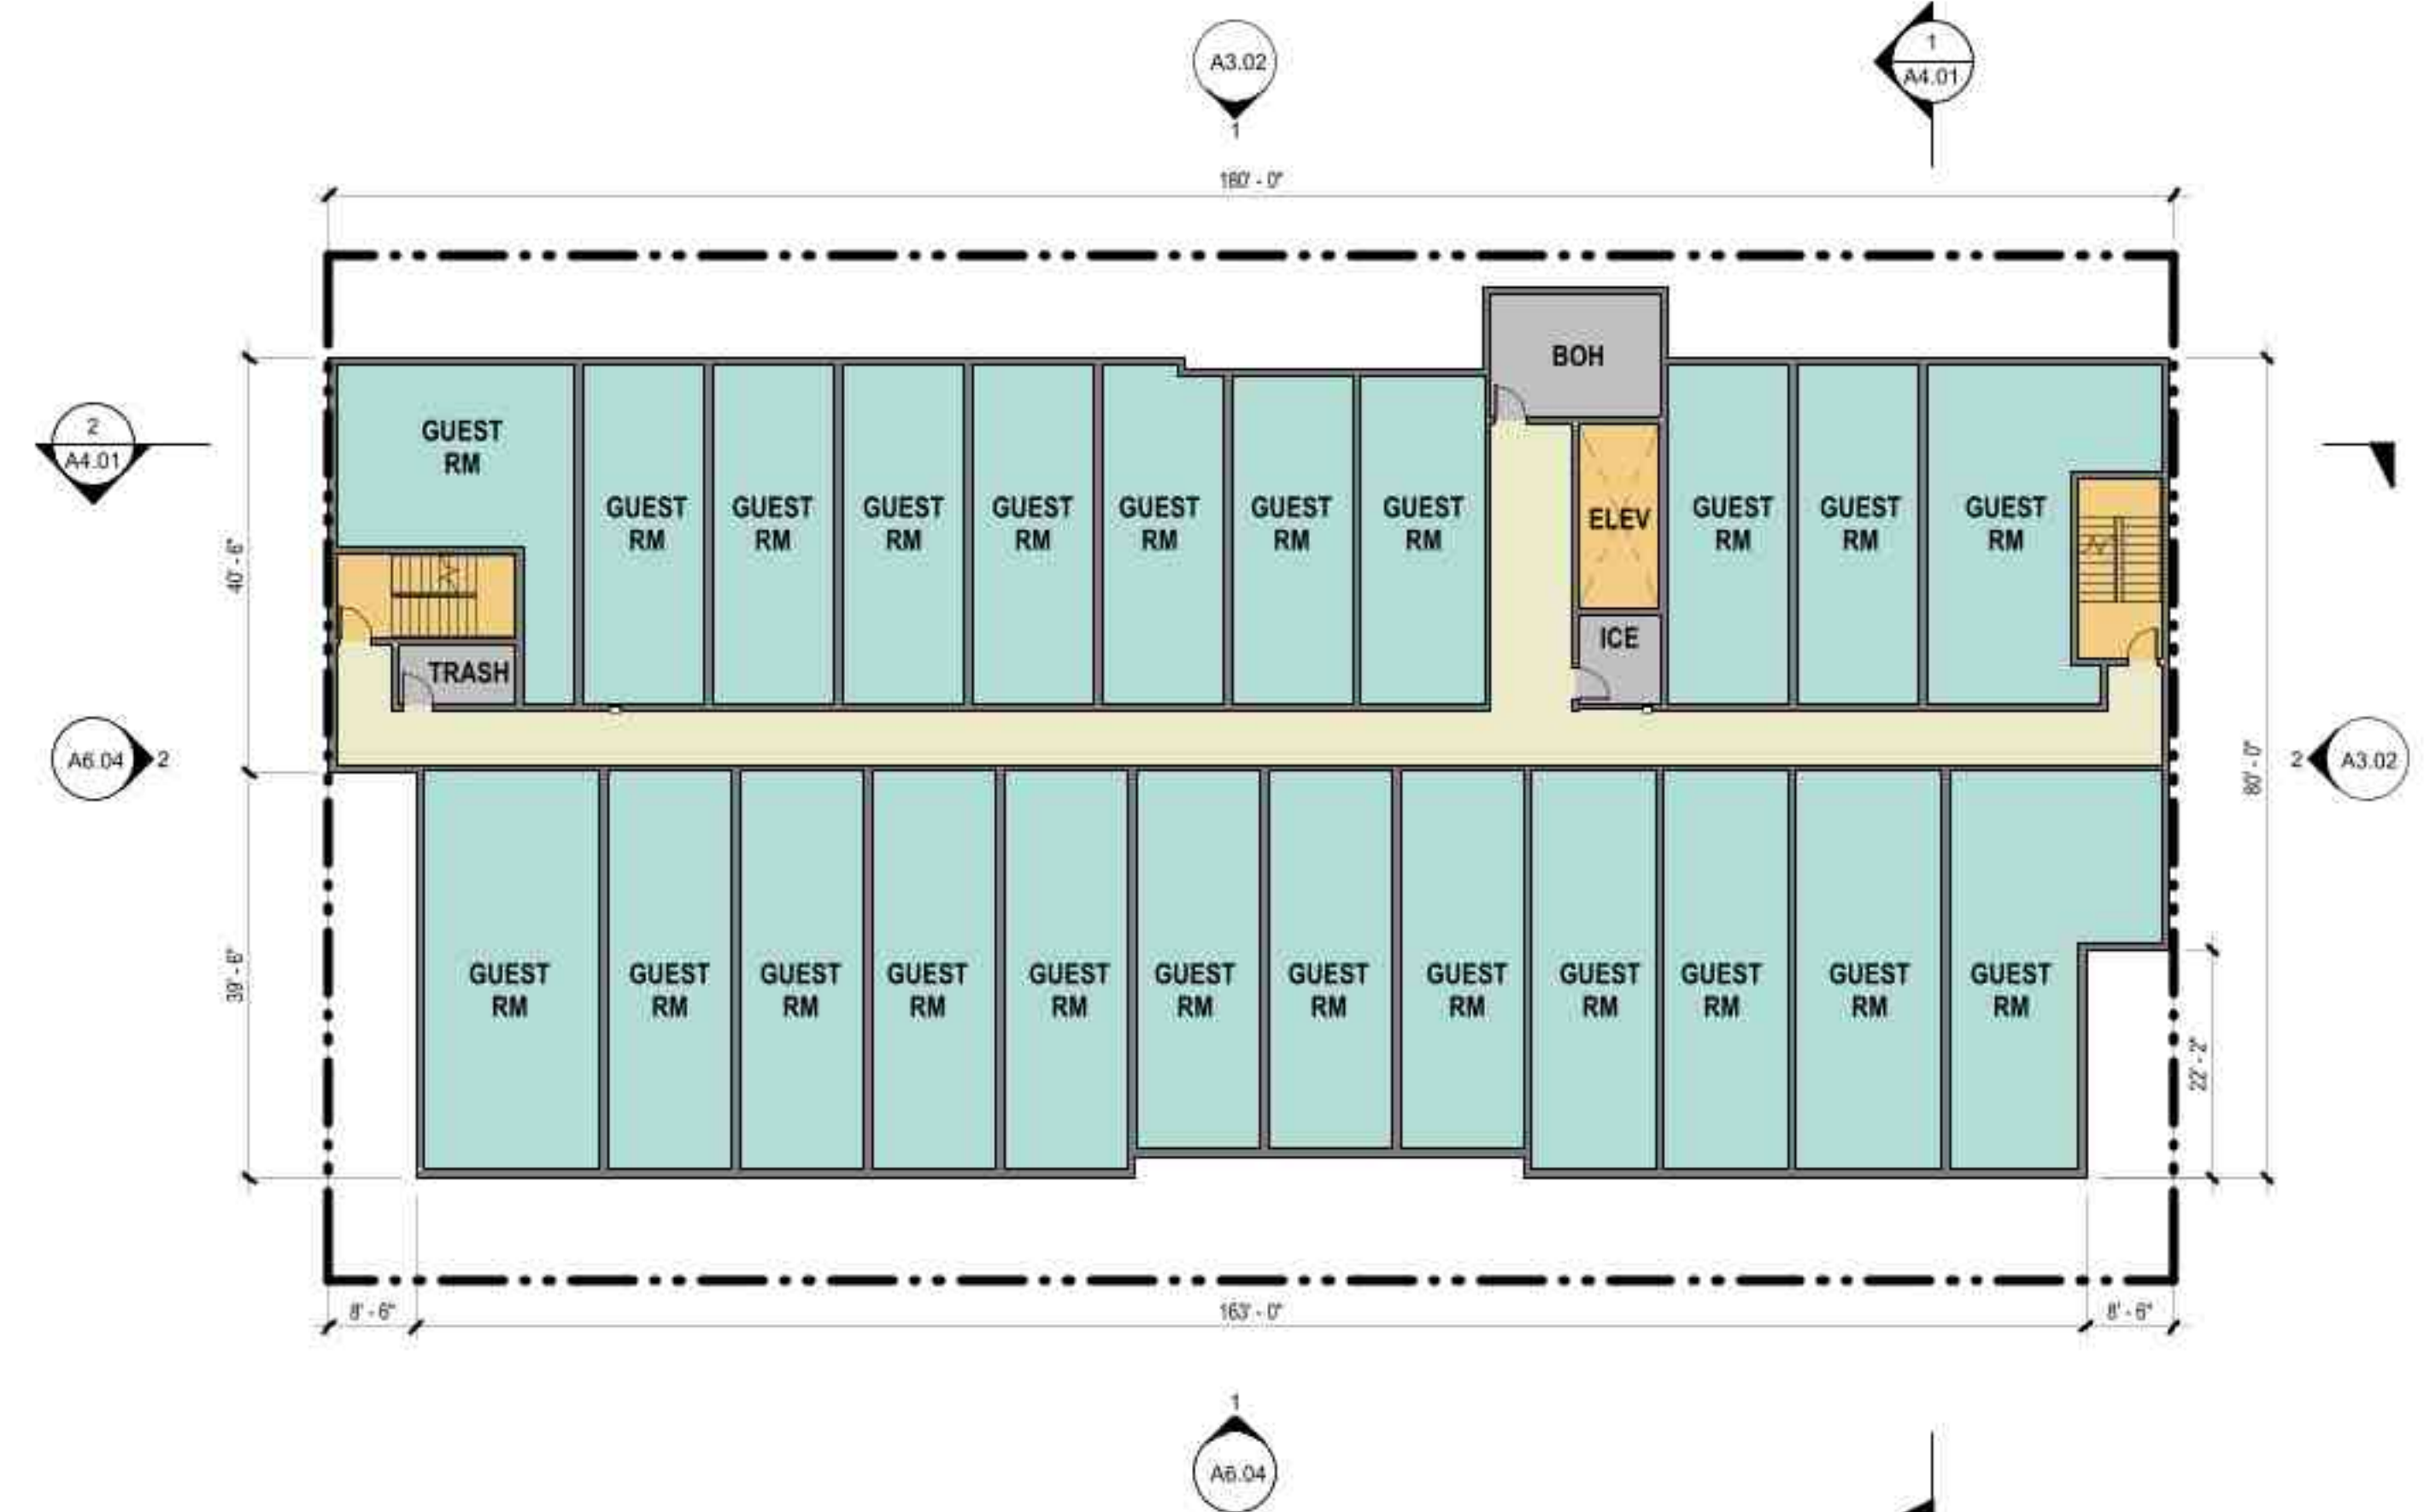 A3.02
1
1
A4.01
180' - 0"
BOH
GUEST
RM
2
A4.01
GUEST
RM
GUEST
RM
GUEST
RM
GUEST
RM
GUEST
RM
GUEST
RM
GUEST
RM
ELEV
GUEST
RM
GUEST
RM
GUEST
RM
40' - 6"
ICE
TRASH
A6.04
2
2
A3.02
80' - 0"
GUEST
RM
GUEST
RM
GUEST
RM
GUEST
RM
GUEST
RM
GUEST
RM
GUEST
RM
GUEST
RM
GUEST
RM
GUEST
RM
GUEST
RM
GUEST
RM
39' - 6"
22' - 2"
8' - 6"
163' - 0"
8' - 6"
1
A6.04